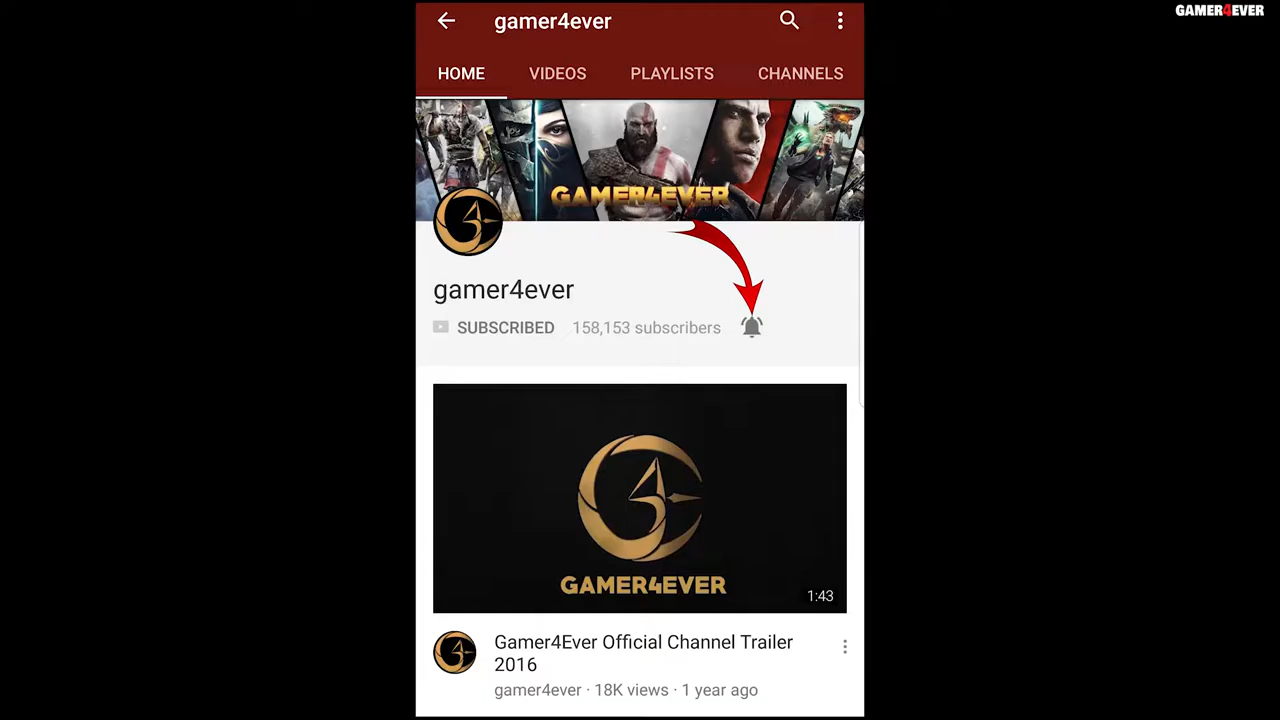 GAMER4EVER
gamer4ever
HOME VIDEOS PLAYLISTS CHANNELS
GAMER4EVER
gamer4ever
SUBSCRIBED 158,153 subscribers
GAMER4EVER
1:43
Gamer4Ever Official Channel Trailer
2016
gamer4ever · 18K views · 1 year ago